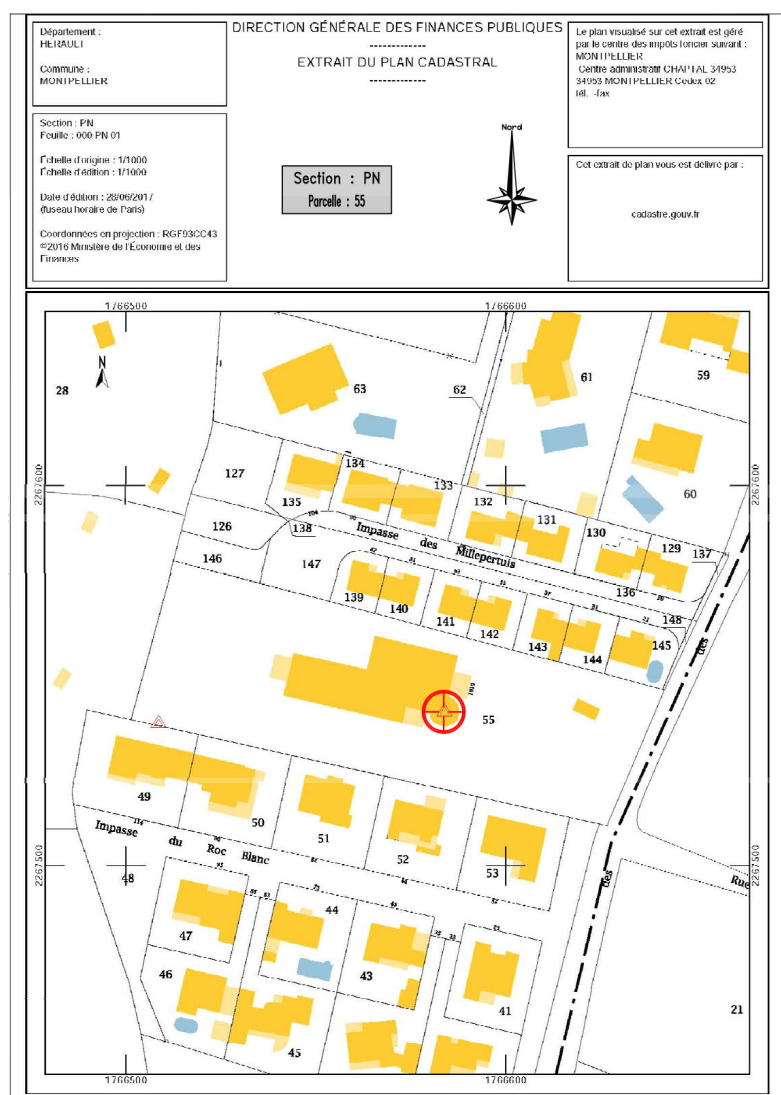 Département :
HERAULT
Commune :
MONTPELLIER
Section : PN
Feuille : 000 PN 01
Échelle d'origine : 1/1000
Échelle d'édition : 1/1000
Date d'édition : 28/06/2017
(fuseau horaire de Paris)
Coordonnées en projection : RGF93CC43
©2016 Ministère de l'Économie et des
Finances
DIRECTION GÉNÉRALE DES FINANCES PUBLIQUES
-------------
EXTRAIT DU PLAN CADASTRAL
-------------
Section : PN
Parcelle : 55
Nord
Le plan visualisé sur cet extrait est géré
par le centre des impôts foncier suivant :
MONTPELLIER
Centre administratif CHAPTAL 34953
34953 MONTPELLIER Cedex 02
tél. -fax
Cet extrait de plan vous est délivré par :
cadastre.gouv.fr
1766500 1766600
N
28
63
62
61
59
60
2267600 2267600
127
134
133
135
132
131
130
129
137
126
138
Impasse des Millepertuis
146
147
139
140
141
142
143
144
136
148
145
des
55
49
50
51
52
53
Impasse du Roc Blanc
48
2267500 2267500
des
Rue
47
44
46
43
41
45
21
1766500 1766600